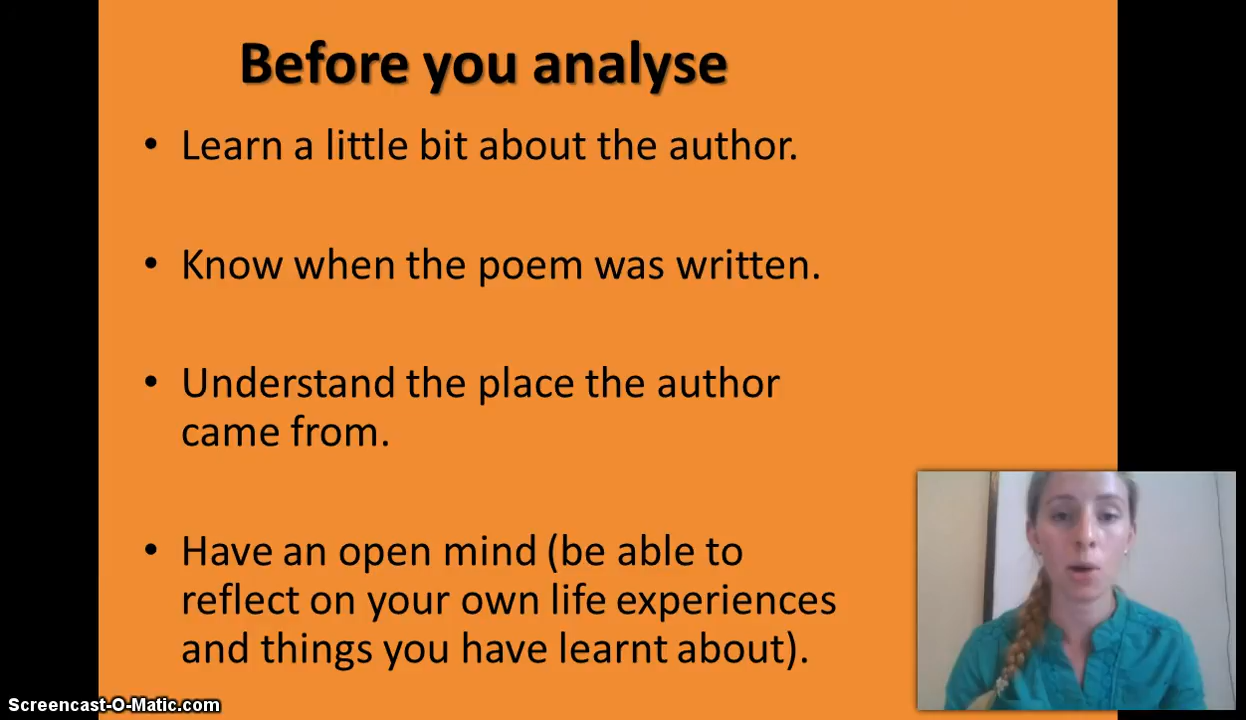 Before you analyse
• Learn a little bit about the author.
• Know when the poem was written.
• Understand the place the author
came from.
• Have an open mind (be able to
reflect on your own life experiences
and things you have learnt about).
Screencast-O-Matic.com